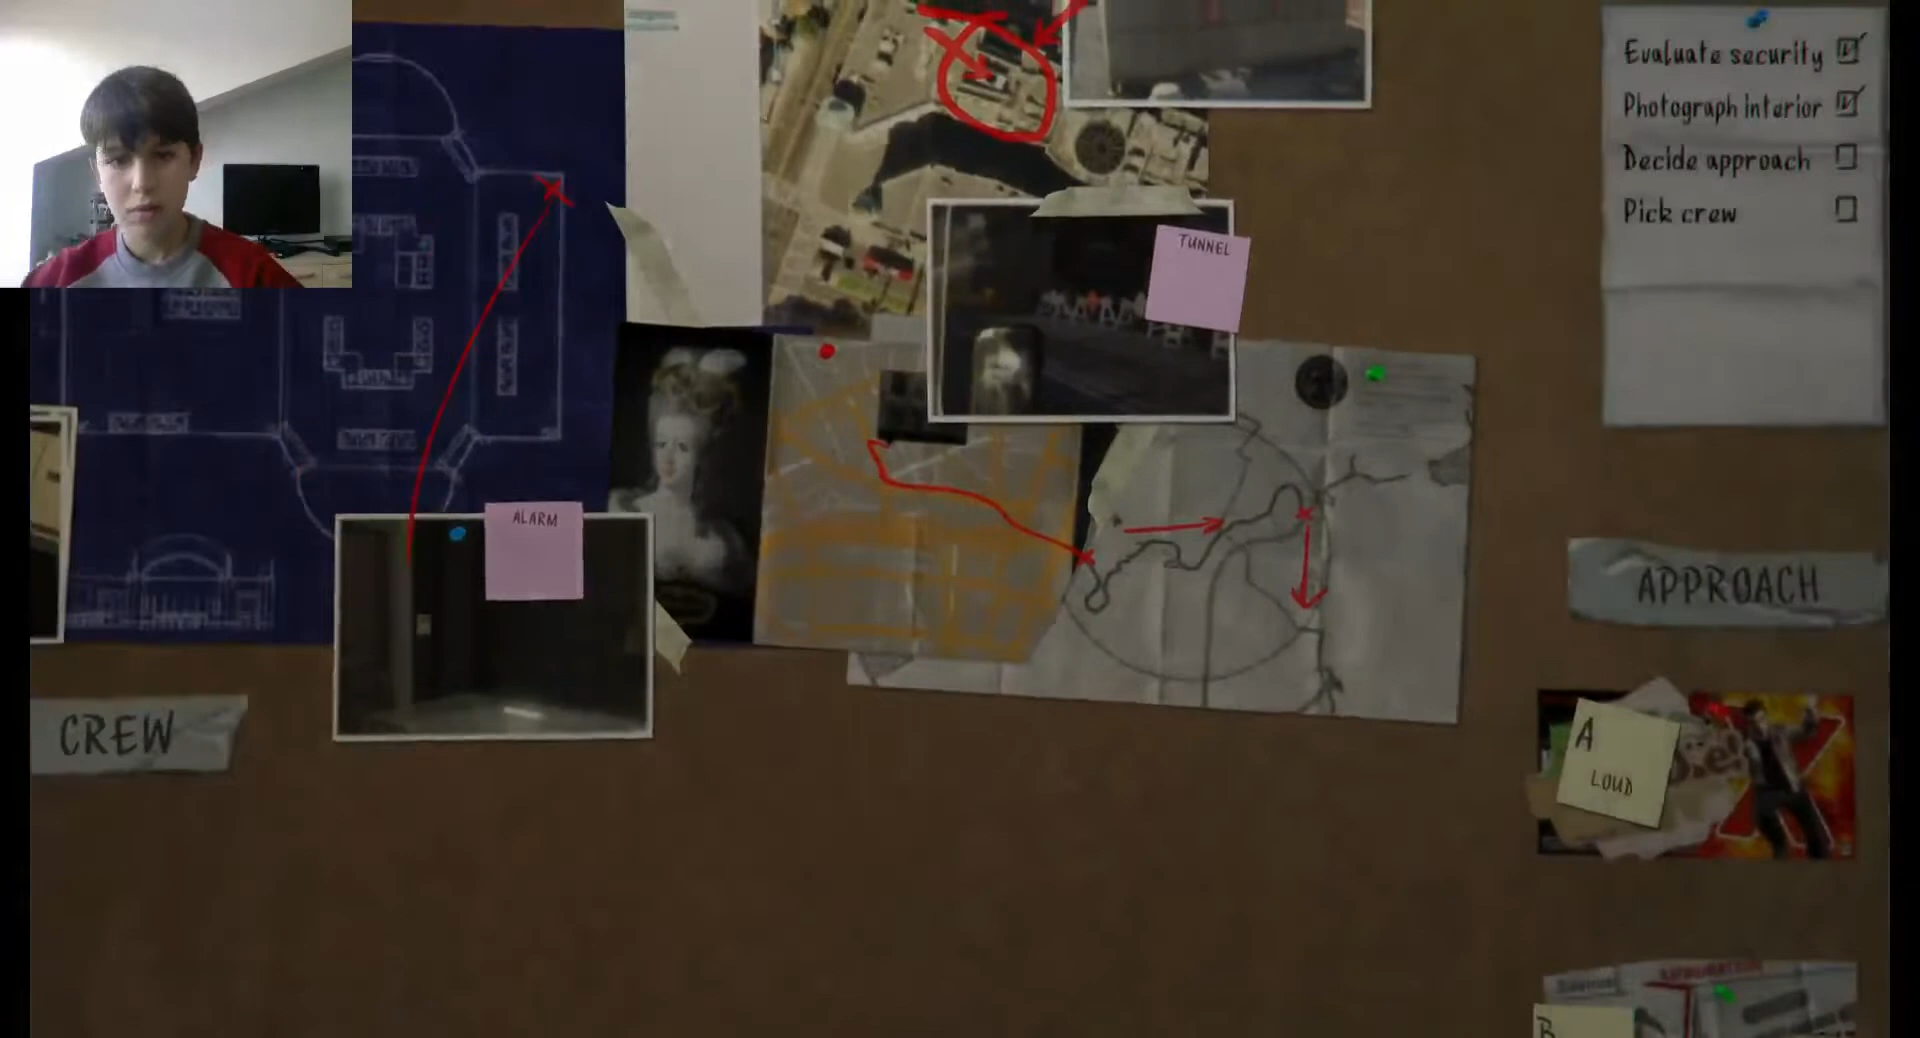 Evaluate security
Photograph interior
Decide approach
Pick crew
TUNNEL
ALARM
APPROACH
CREW
A
LOUD
B